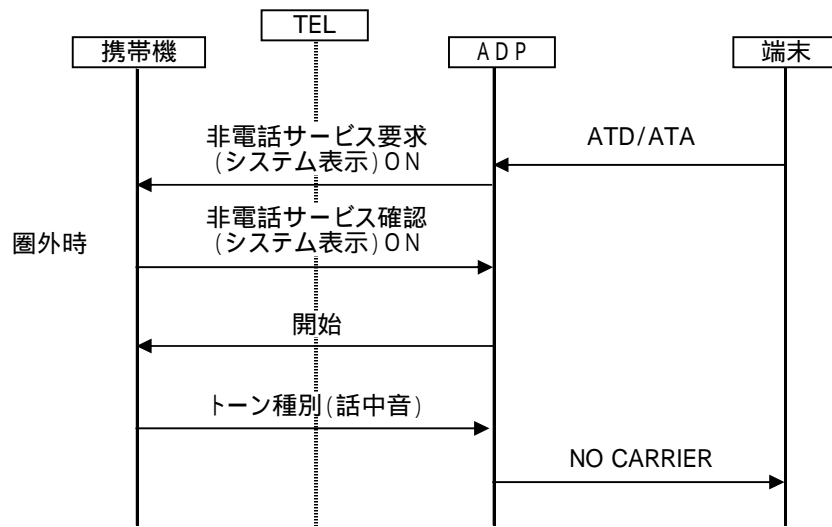 TEL
携帯機
ADP
端末
非電話サービス要求
(システム表示)ON
ATD/ATA
圏外時
非電話サービス確認
(システム表示)ON
開始
トーン種別(話中音)
NO CARRIER